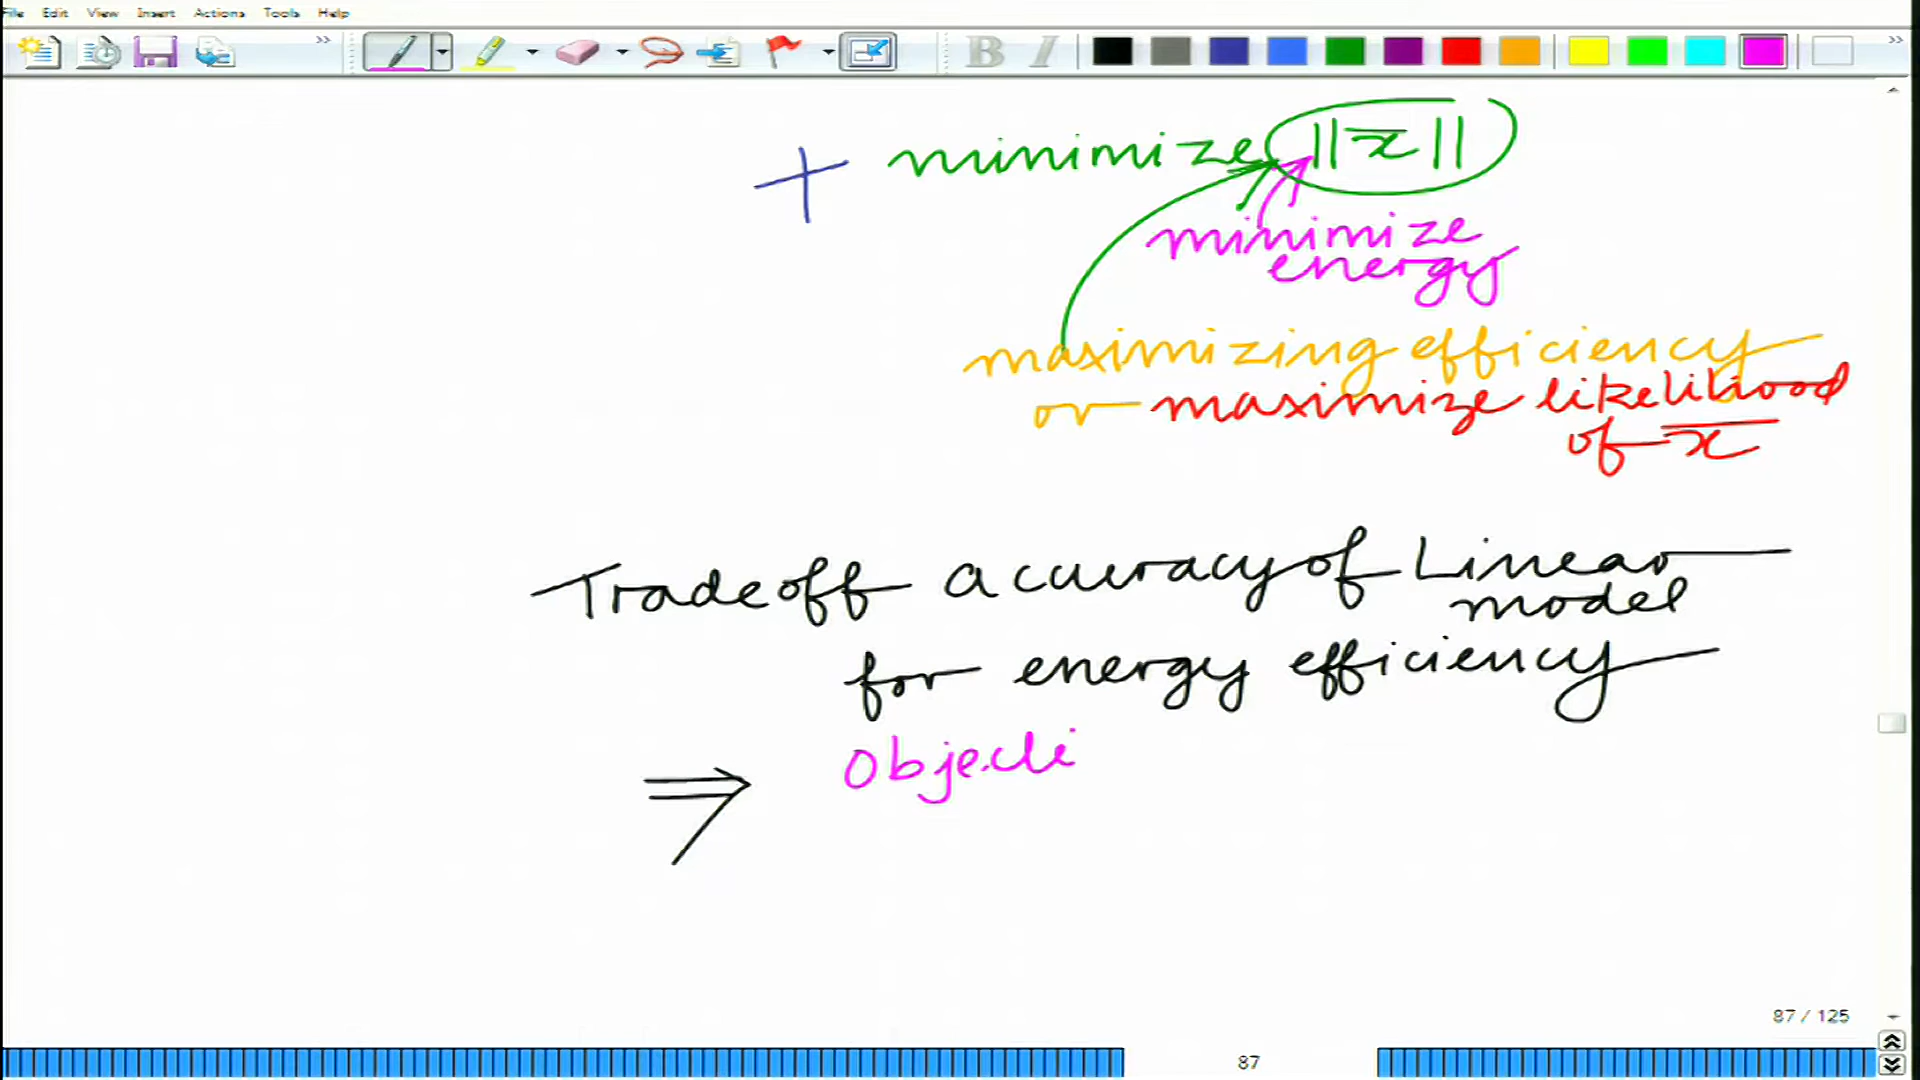 File Edit View Insert Actions Tools Help
B I
+ minimize ||x̄||
minimize
energy
maximizing efficiency
or maximize likelihood
of x̄
Tradeoff accuracy of Linear
model
for energy efficiency
⇒ Objecti
87 / 125
87